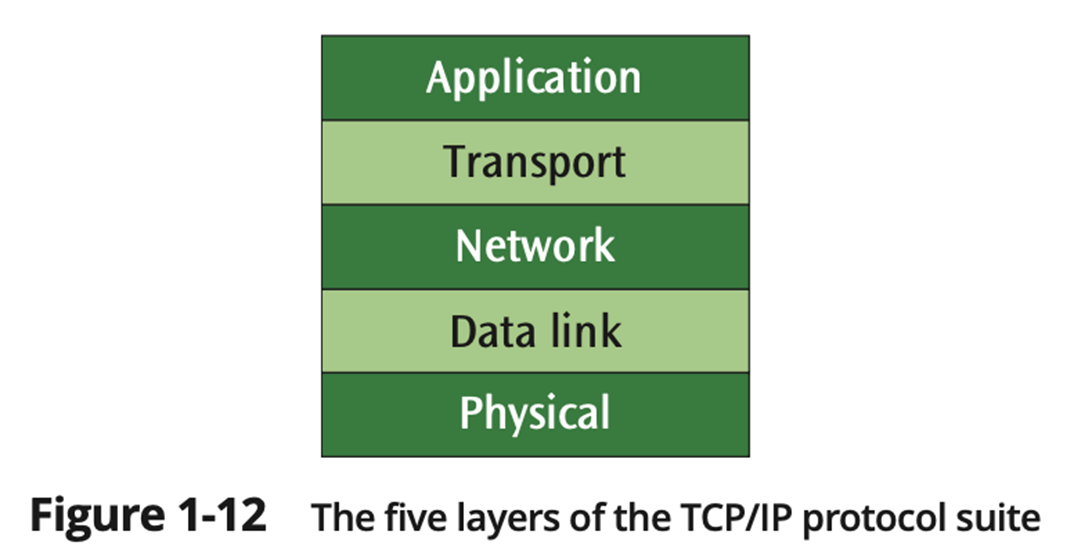 Application
Transport
Network
Data link
Physical
Figure 1-12 The five layers of the TCP/IP protocol suite